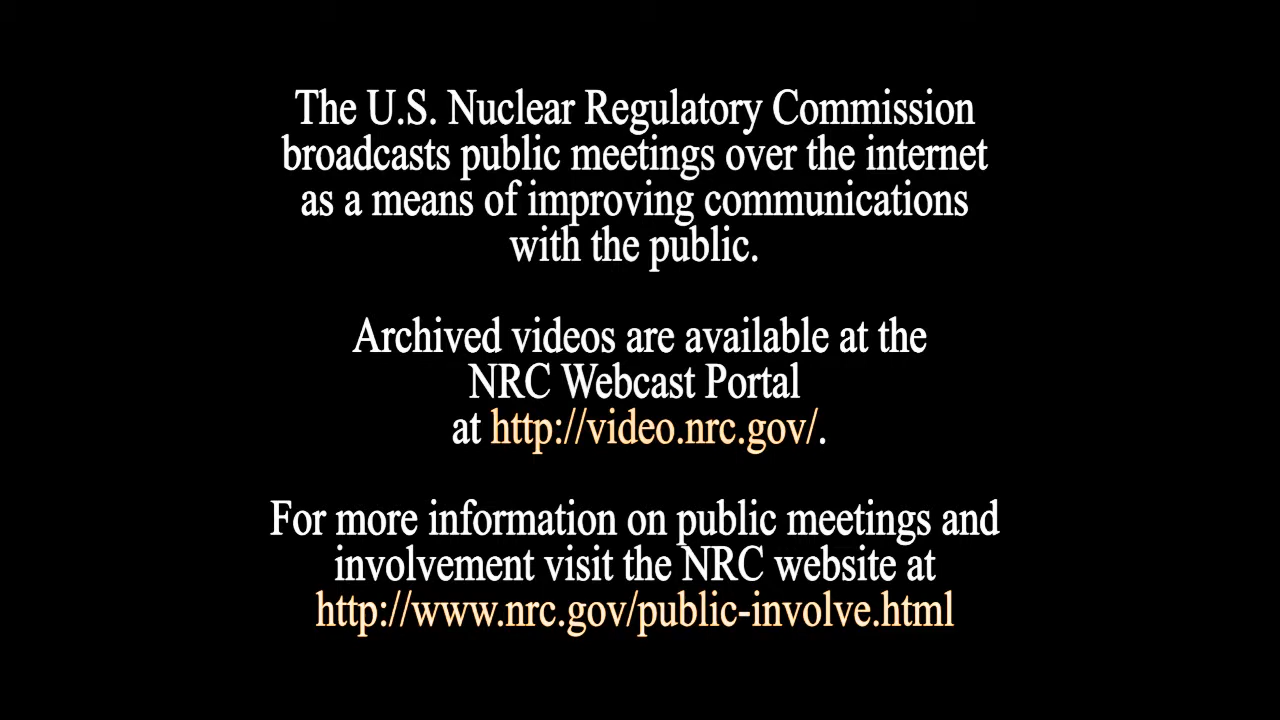 The U.S. Nuclear Regulatory Commission
broadcasts public meetings over the internet
as a means of improving communications
with the public.
Archived videos are available at the
NRC Webcast Portal
at http://video.nrc.gov/.
For more information on public meetings and
involvement visit the NRC website at
http://www.nrc.gov/public-involve.html